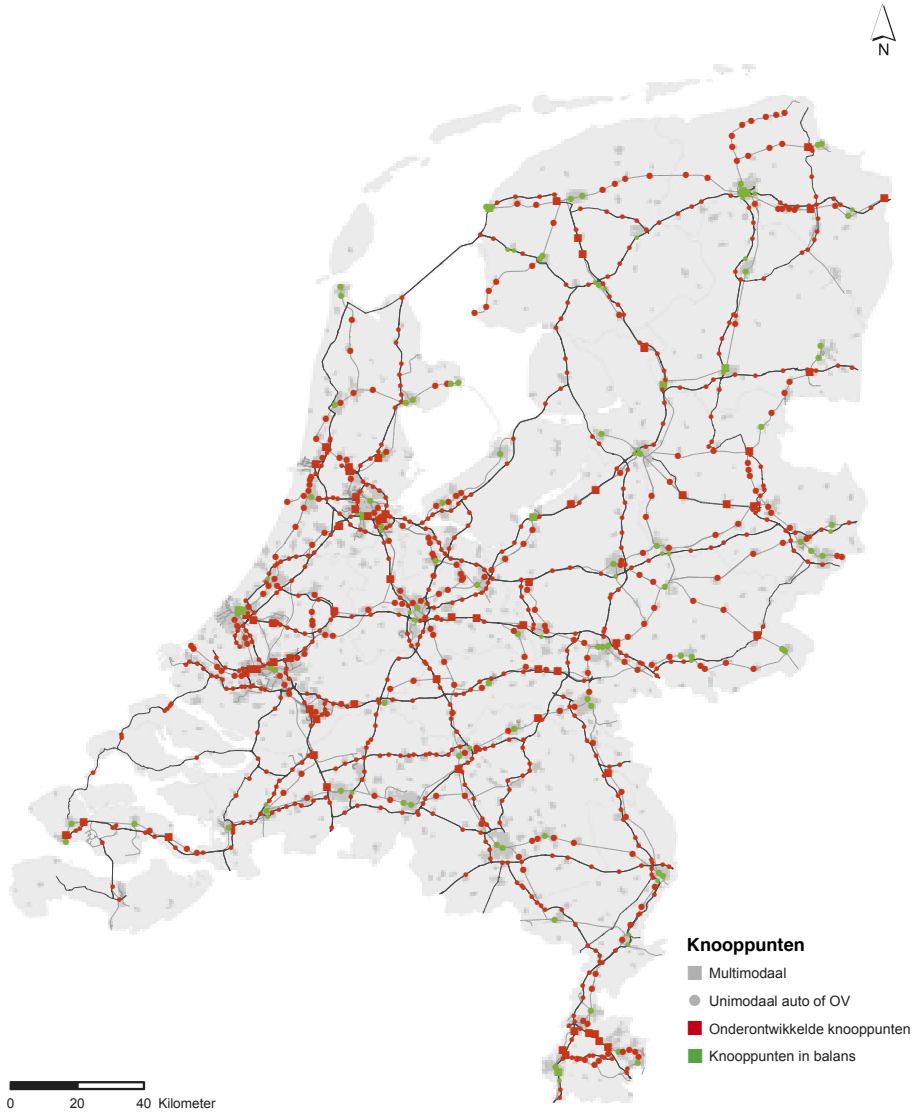 N
Knooppunten
Multimodaal
Unimodaal auto of OV
Onderontwikkelde knooppunten
Knooppunten in balans
0 20 40 Kilometer